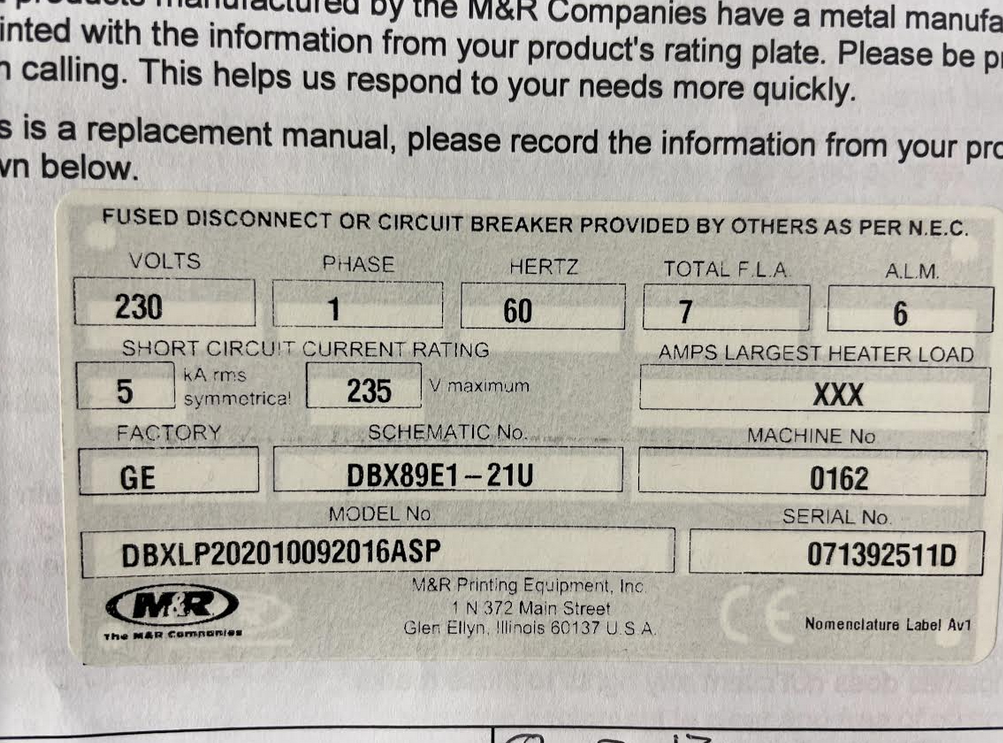 manufactured by the M&R Companies have a metal
with the information from your product's rating plate. Please be
calling. This helps us respond to your needs more quickly.
is a replacement manual, please record the information from your
below.
FUSED DISCONNECT OR CIRCUIT BREAKER PROVIDED BY OTHERS AS PER N.E.C.
VOLTS PHASE HERTZ TOTAL F.L.A. A.L.M.
230 1 60 7 6
SHORT CIRCUIT CURRENT RATING AMPS LARGEST HEATER LOAD
5 kA rms symmetrical 235 V maximum XXX
FACTORY SCHEMATIC No. MACHINE No
GE DBX89E1-21U 0162
MODEL No SERIAL No.
DBXLP202010092016ASP 071392511D
M&R
The M&R Companies
M&R Printing Equipment, Inc.
1 N 372 Main Street
Glen Ellyn, Illinois 60137 U.S.A.
CE
Nomenclature Label Av1